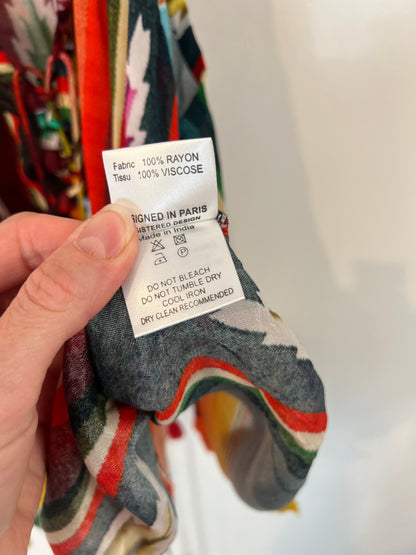 Fabric 100% RAYON
Tissu 100% VISCOSE
SIGNED IN PARIS
GISTERED DESIGN
Made in India
P
DO NOT BLEACH
DO NOT TUMBLE DRY
COOL IRON
DRY CLEAN RECOMMENDED